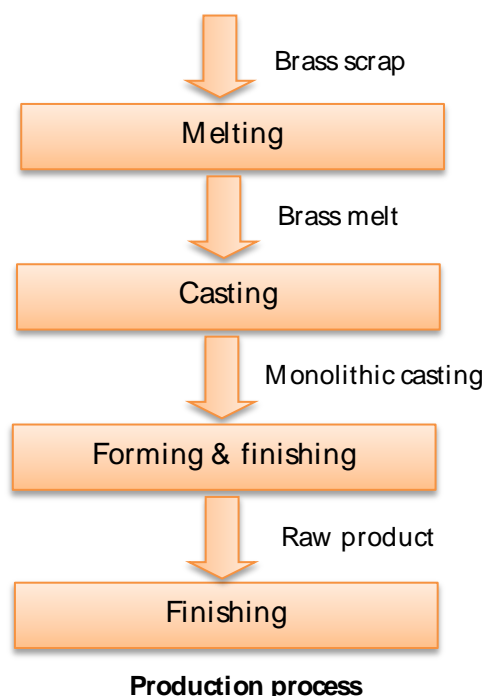 Brass scrap
Melting
Brass melt
Casting
Monolithic casting
Forming & finishing
Raw product
Finishing
Production process